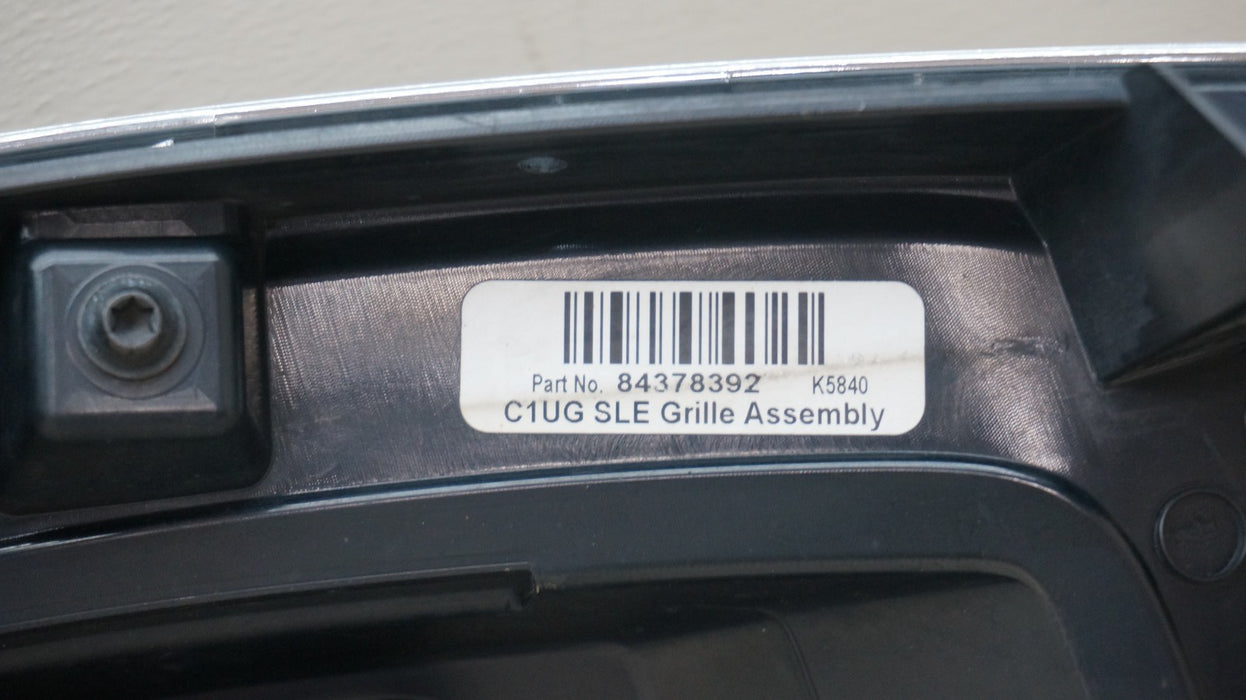 Part No. 84378392 K5840
C1UG SLE Grille Assembly